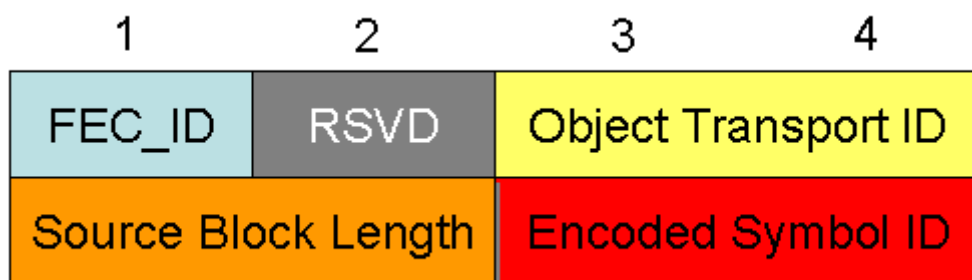 1 2 3 4
FEC_ID RSVD Object Transport ID
Source Block Length Encoded Symbol ID